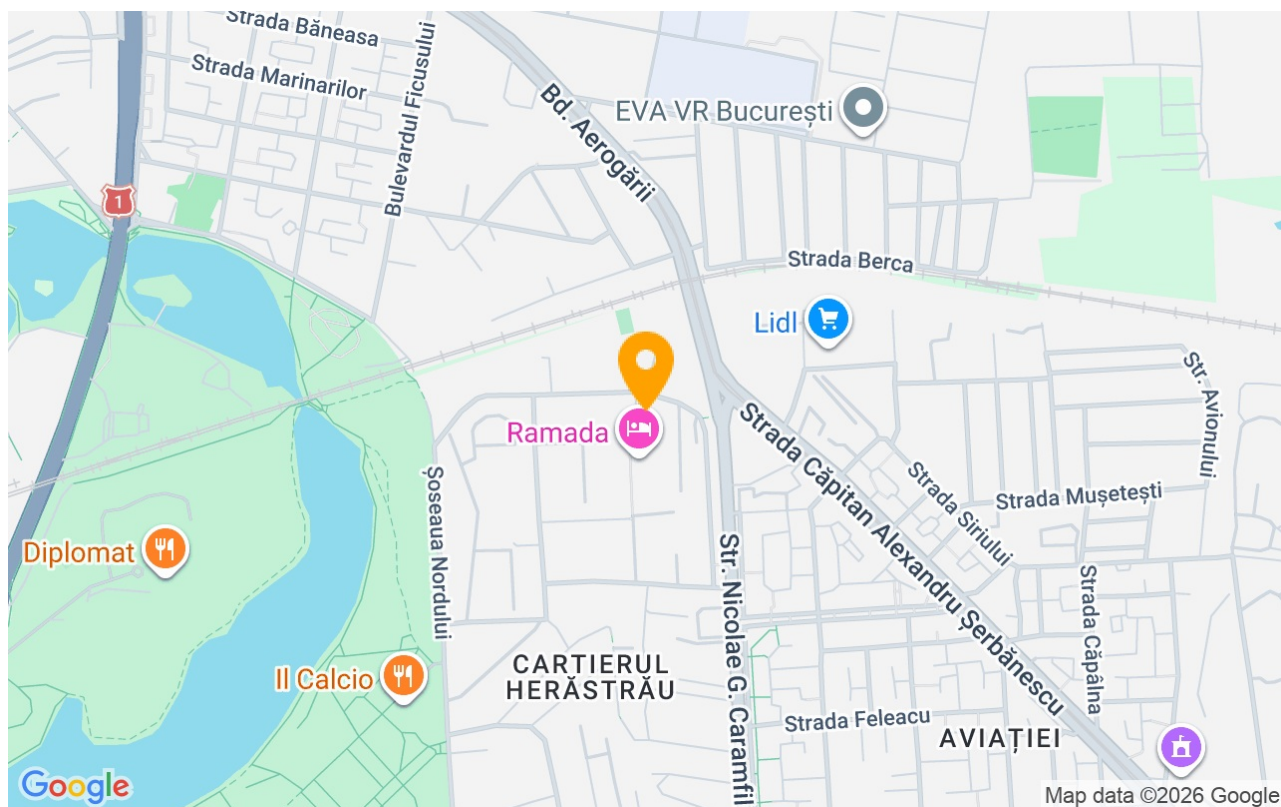 Strada Băneasa
Strada Marinarilor
Bulevardul Ficusului
Bd. Aerogării
EVA VR București
1
Strada Berca
Lidl
Str. Avionului
Ramada
Strada Căpitan Alexandru Șerbănescu
Strada Siriului
Strada Mușetești
Șoseaua Nordului
Diplomat
Str. Nicolae G. Caramfil
Strada Căpâlna
Il Calcio
CARTIERUL
HERĂSTRĂU
Strada Feleacu
AVIAȚIEI
Google
Map data ©2026 Google